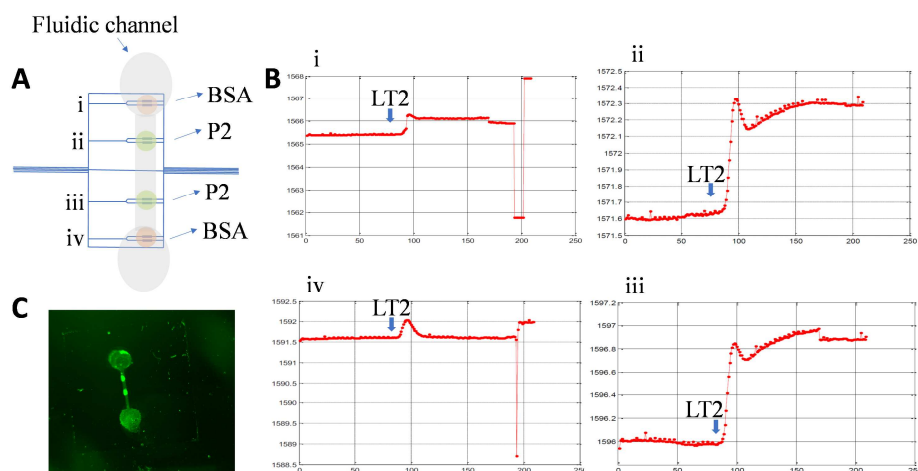 Fluidic channel
A
i
BSA
ii
P2
iii
P2
iv
BSA
B
i
1568
1567
1566
1565
1564
1563
1562
1561
0 50 100 150 200 250
LT2
ii
1572.5
1572.4
1572.3
1572.2
1572.1
1572
1571.9
1571.8
1571.7
1571.6
1571.5
0 50 100 150 200 250
LT2
iv
1592.5
1592
1591.5
1591
1590.5
1590
1589.5
1589
1588.5
0 50 100 150 200 25
LT2
iii
1597.2
1597
1596.8
1596.6
1596.4
1596.2
1596
1595.8
0 50 100 150 200 250
LT2
C